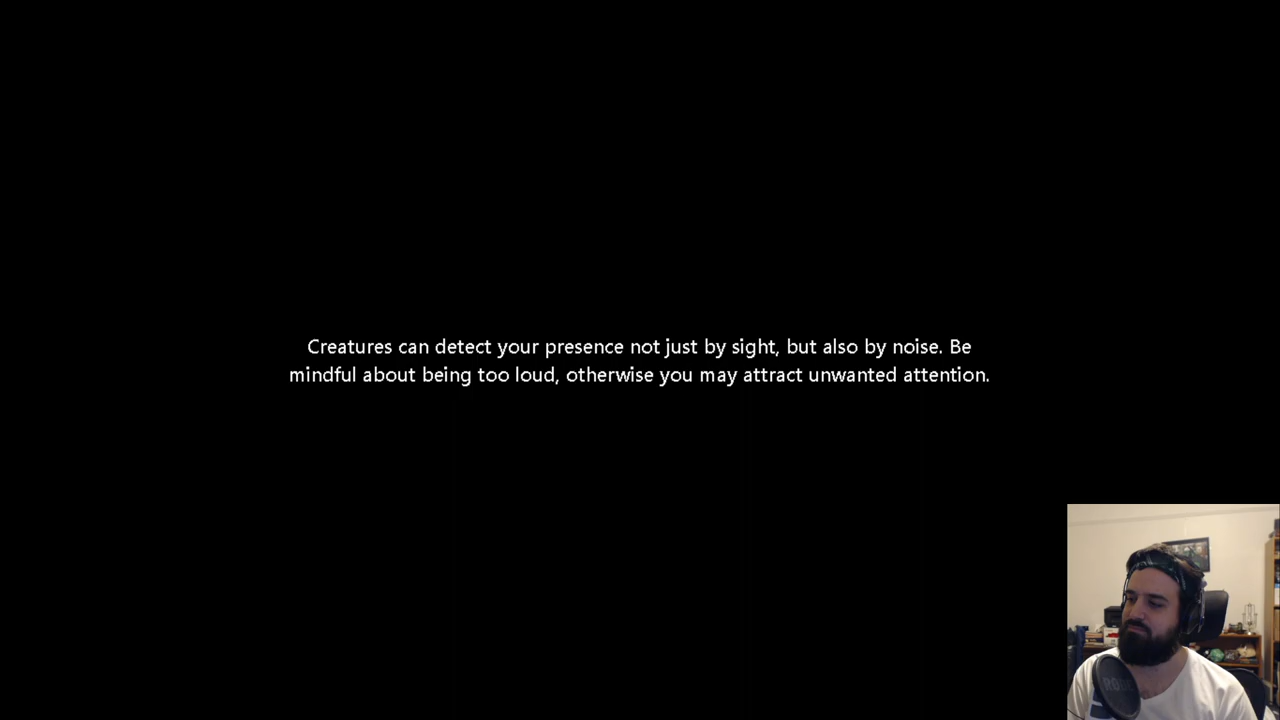 Creatures can detect your presence not just by sight, but also by noise. Be
mindful about being too loud, otherwise you may attract unwanted attention.
RØDE